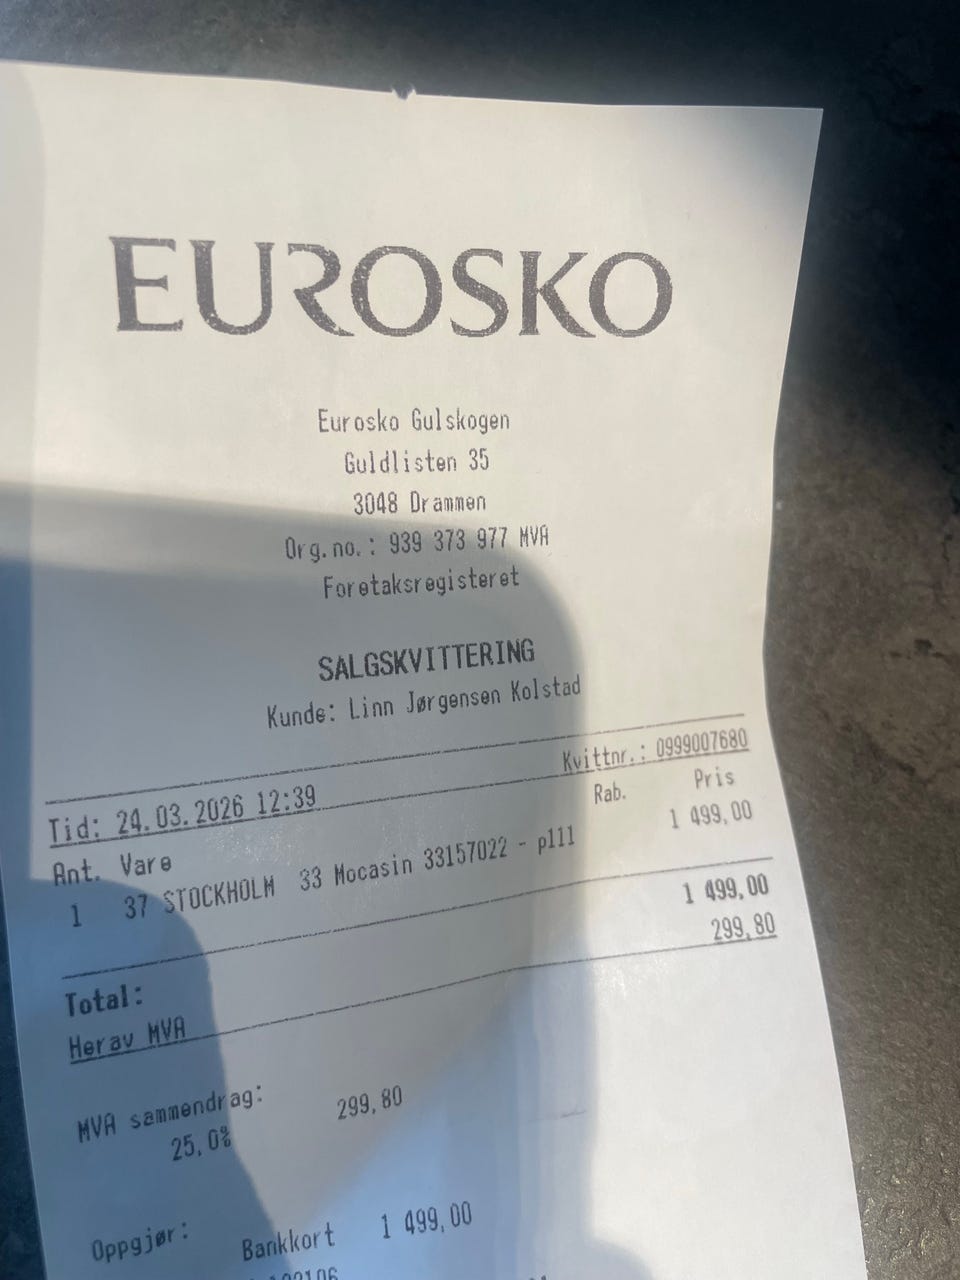 EUROSKO
Eurosko Gulskogen
Guldlisten 35
3048 Drammen
Org.no.: 939 373 977 MVA
Foretaksregisteret
SALGSKVITTERING
Kunde: Linn Jørgensen Kolstad
Tid: 24.03.2026 12:39 Kvittnr.: 0999007680
Ant. Vare Rab. Pris
1 37 STOCKHOLM 33 Mocasin 33157022 - p111 1 499,00
Total: 1 499,00
Herav MVA 299,80
MVA sammendrag:
25,0% 299,80
Oppgjør: Bankkort 1 499,00